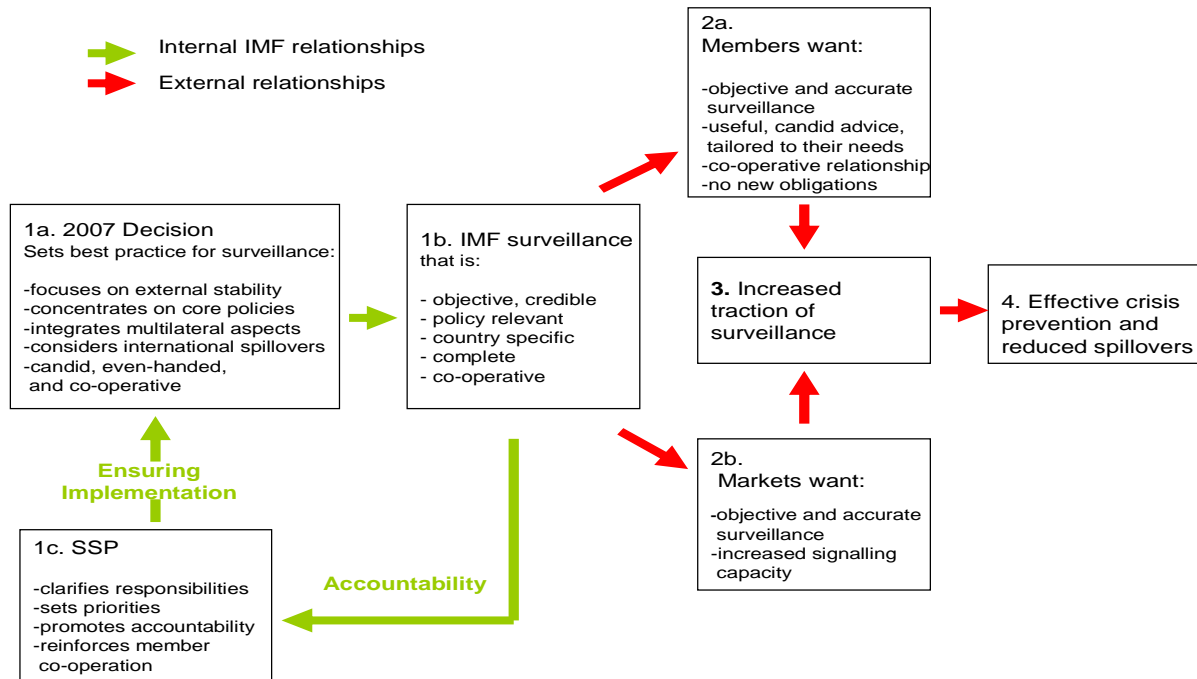 Internal IMF relationships
External relationships
1a. 2007 Decision
Sets best practice for surveillance:
-focuses on external stability
-concentrates on core policies
-integrates multilateral aspects
-considers international spillovers
-candid, even-handed,
and co-operative
Ensuring
Implementation
1c. SSP
-clarifies responsibilities
-sets priorities
-promotes accountability
-reinforces member
co-operation
Accountability
1b. IMF surveillance
that is:
- objective, credible
- policy relevant
- country specific
- complete
- co-operative
2a.
Members want:
-objective and accurate
surveillance
-useful, candid advice,
tailored to their needs
-co-operative relationship
-no new obligations
2b.
Markets want:
-objective and accurate
surveillance
-increased signalling
capacity
3. Increased
traction of
surveillance
4. Effective crisis
prevention and
reduced spillovers